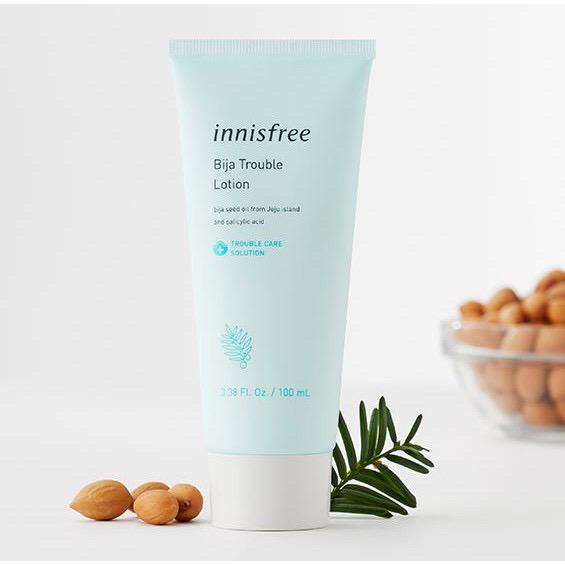 innisfree
Bija Trouble
Lotion
bija seed oil from Jeju island
and salicylic acid
TROUBLE CARE
SOLUTION
3.38 Fl. Oz. / 100 mL